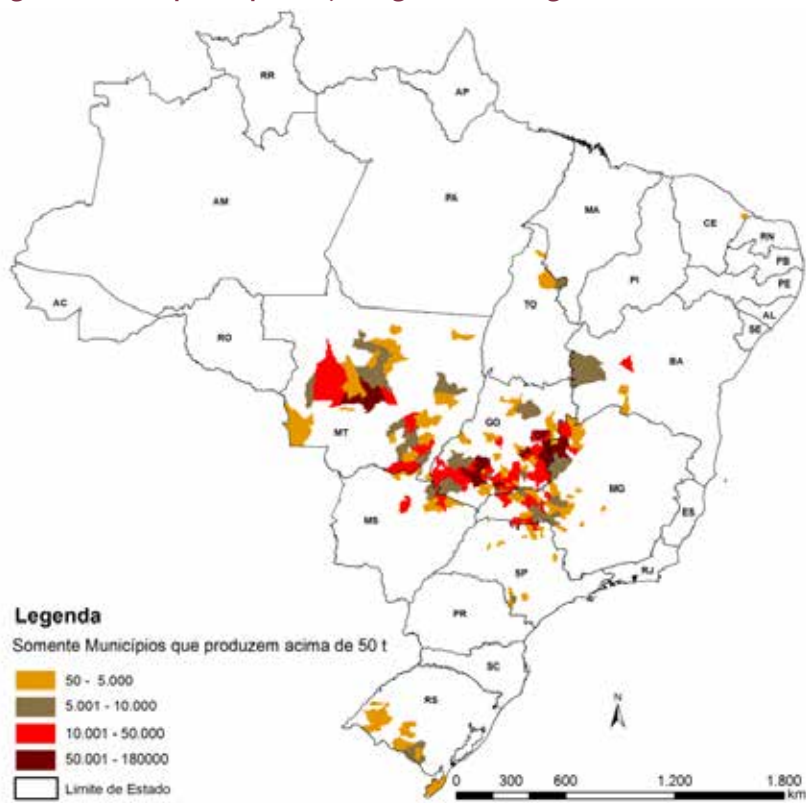 RR
AP
AM
PA
MA
CE
RN
PB
PE
AL
SE
PI
AC
RO
TO
BA
MT
GO
MG
ES
MS
SP
RJ
PR
SC
RS
Legenda
Somente Municípios que produzem acima de 50 t
50 - 5.000
5.001 - 10.000
10.001 - 50.000
50.001 - 180000
Limite de Estado
N
0 300 600 1.200 1.800
km